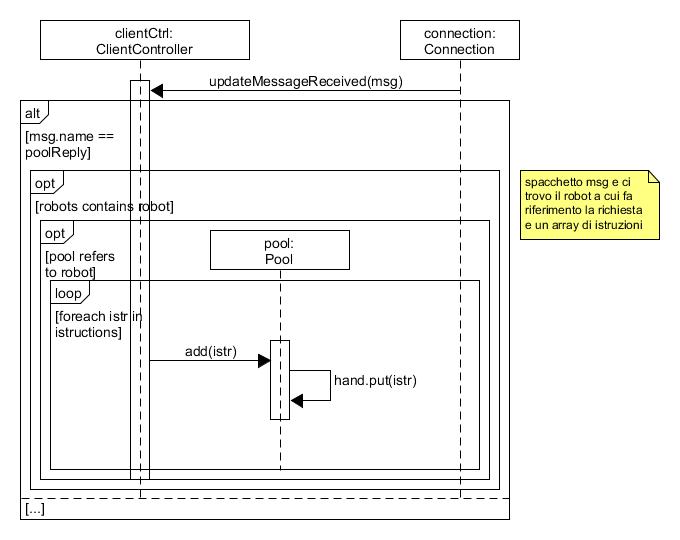 clientCtrl:
ClientController
connection:
Connection
updateMessageReceived(msg)
alt
[msg.name ==
poolReply]
opt
[robots contains robot]
spacchetto msg e ci
trovo il robot a cui fa
riferimento la richiesta
e un array di istruzioni
opt
[pool refers
to robot]
pool:
Pool
loop
[foreach istr in
istructions]
add(istr)
hand.put(istr)
[...]